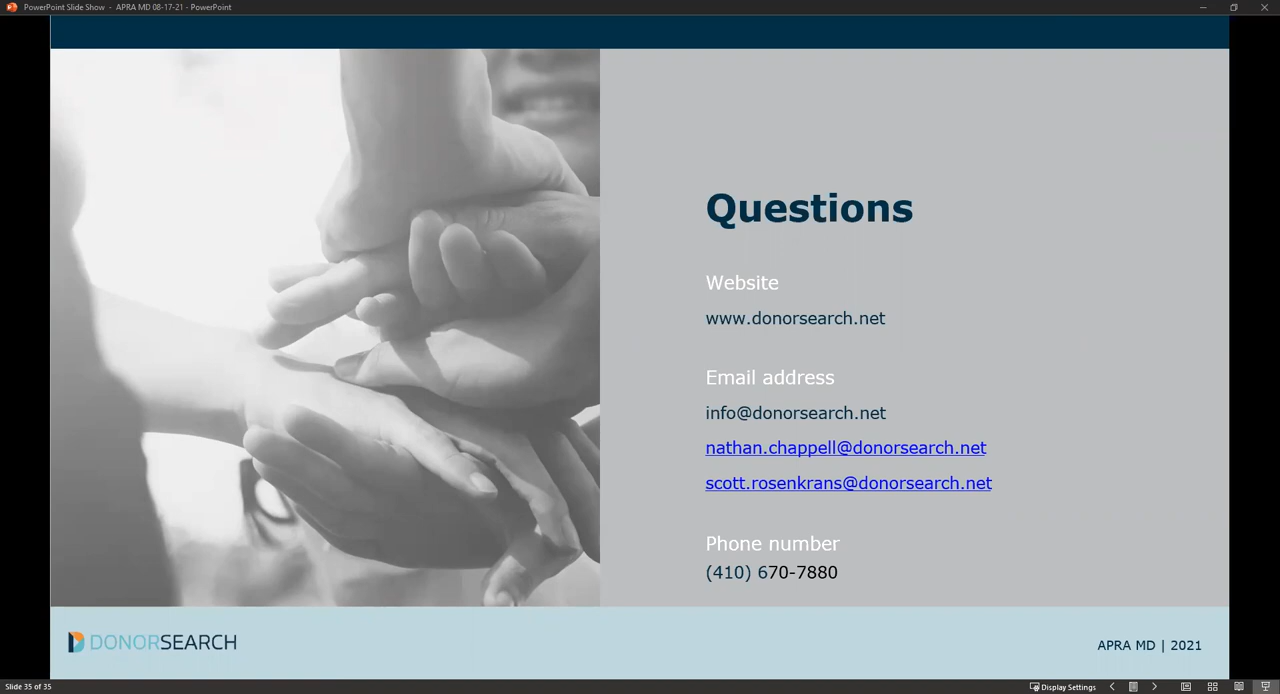 PowerPoint Slide Show - APRA MD 08-17-21 - PowerPoint
Questions
Website
www.donorsearch.net
Email address
info@donorsearch.net
nathan.chappell@donorsearch.net
scott.rosenkrans@donorsearch.net
Phone number
(410) 670-7880
DONORSEARCH
APRA MD | 2021
Slide 35 of 35
Display Settings